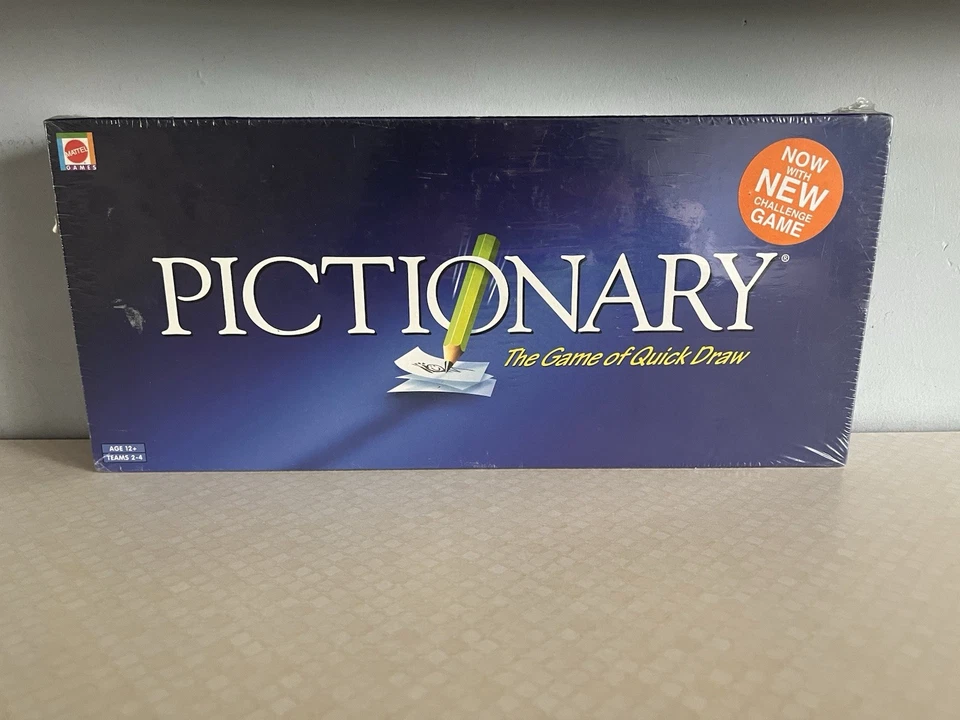 MATTEL
GAMES
NOW
WITH
NEW
CHALLENGE
GAME
PICTIONARY®
The Game of Quick Draw
AGE 12+
TEAMS 2-4